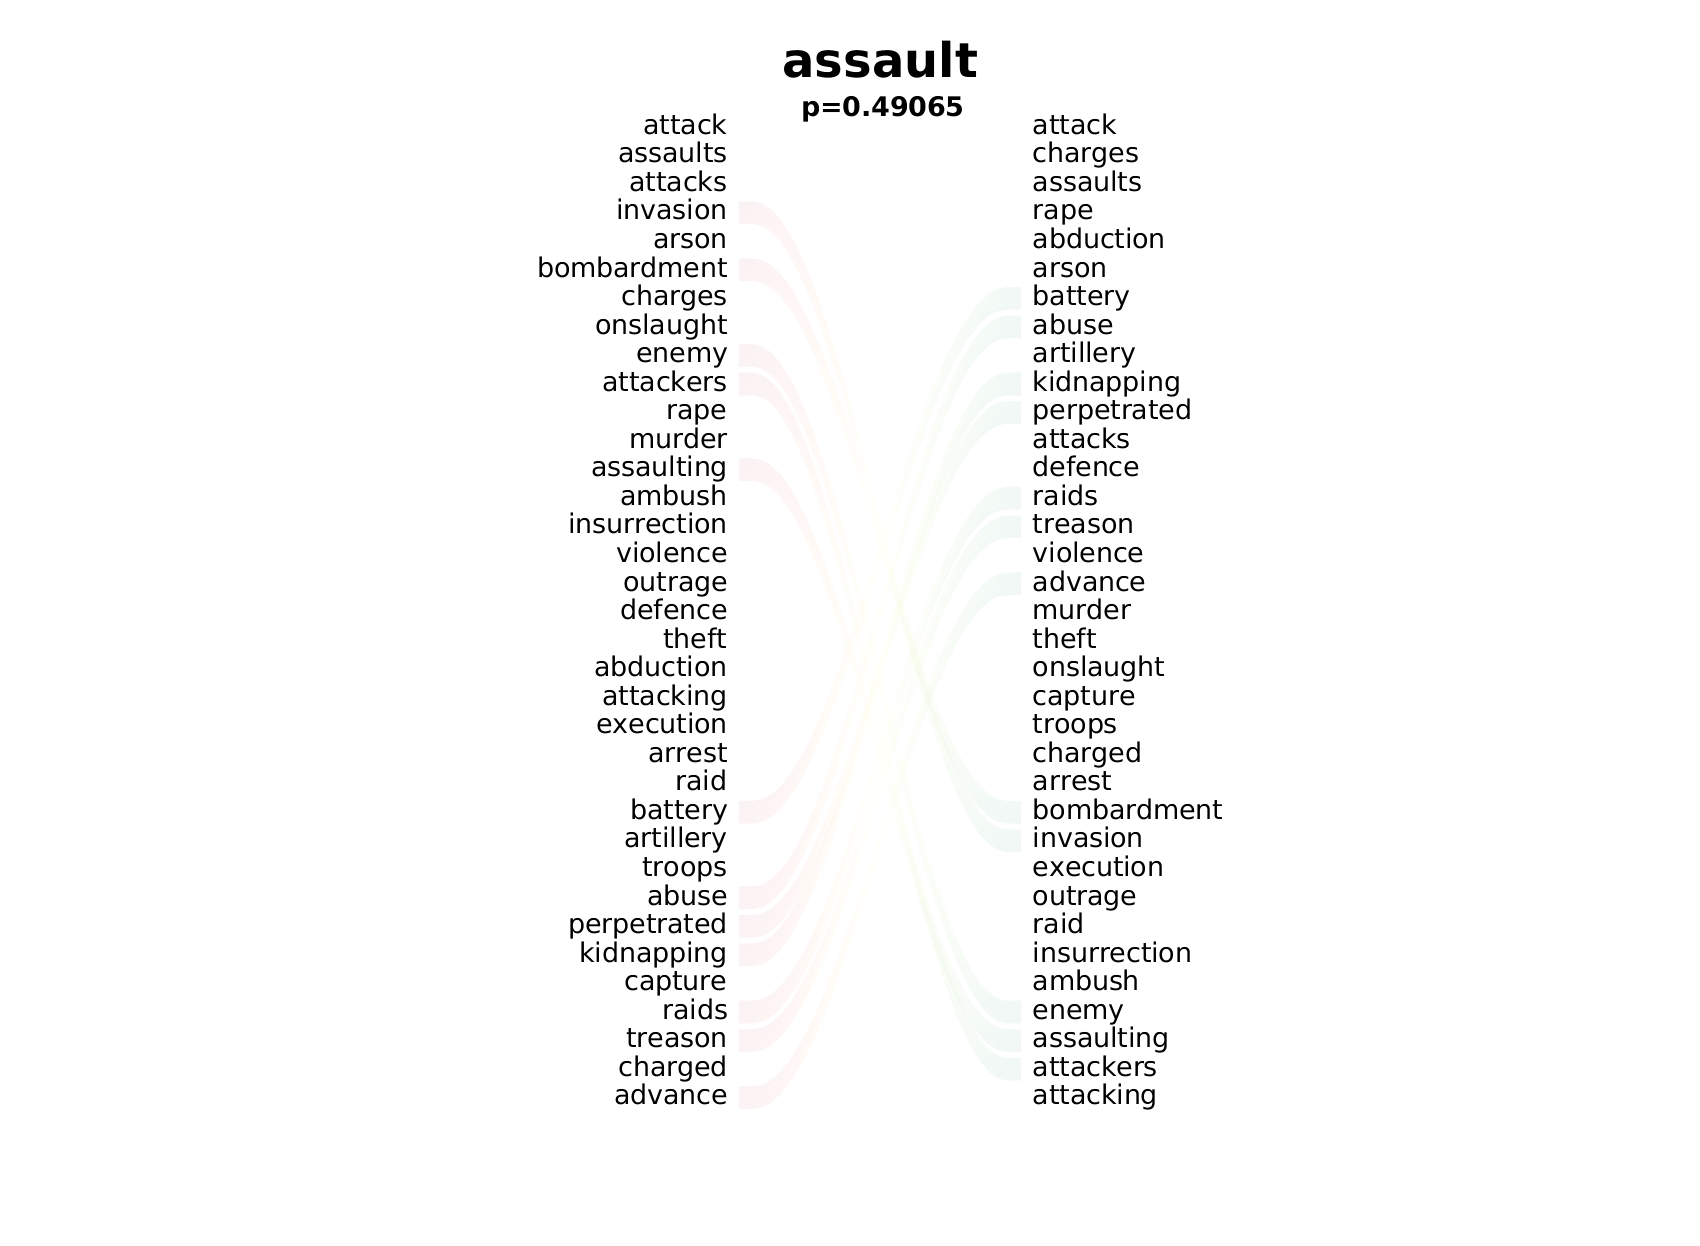 assault
p=0.49065
attack attack
assaults charges
attacks assaults
invasion rape
arson abduction
bombardment arson
charges battery
onslaught abuse
enemy artillery
attackers kidnapping
rape perpetrated
murder attacks
assaulting defence
ambush raids
insurrection treason
violence violence
outrage advance
defence murder
theft theft
abduction onslaught
attacking capture
execution troops
arrest charged
raid arrest
battery bombardment
artillery invasion
troops execution
abuse outrage
perpetrated raid
kidnapping insurrection
capture ambush
raids enemy
treason assaulting
charged attackers
advance attacking